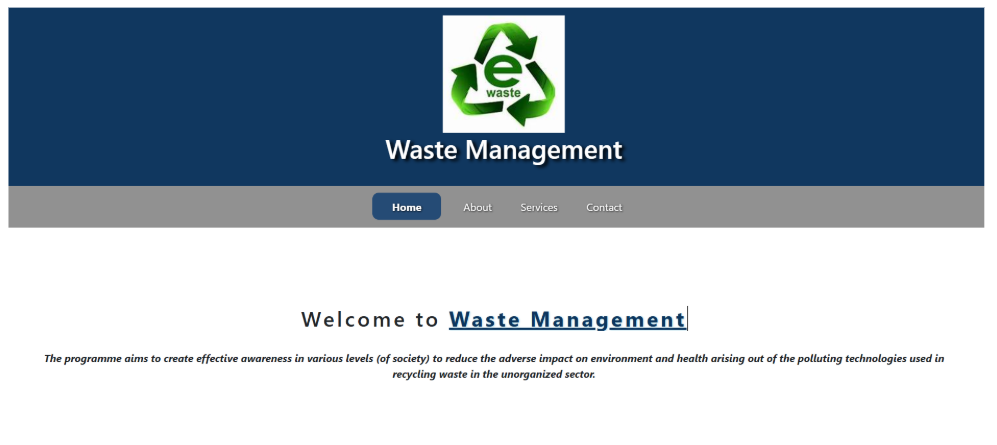 e
waste
Waste Management
Home About Services Contact
Welcome to Waste Management
The programme aims to create effective awareness in various levels (of society) to reduce the adverse impact on environment and health arising out of the polluting technologies used in
recycling waste in the unorganized sector.